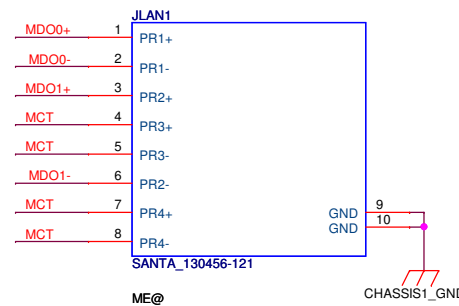 JLAN1
MDO0+ 1 PR1+
MDO0- 2 PR1-
MDO1+ 3 PR2+
MCT 4 PR3+
MCT 5 PR3-
MDO1- 6 PR2-
MCT 7 PR4+ GND 9
MCT 8 PR4- GND 10
SANTA_130456-121
CHASSIS1_GND
ME@